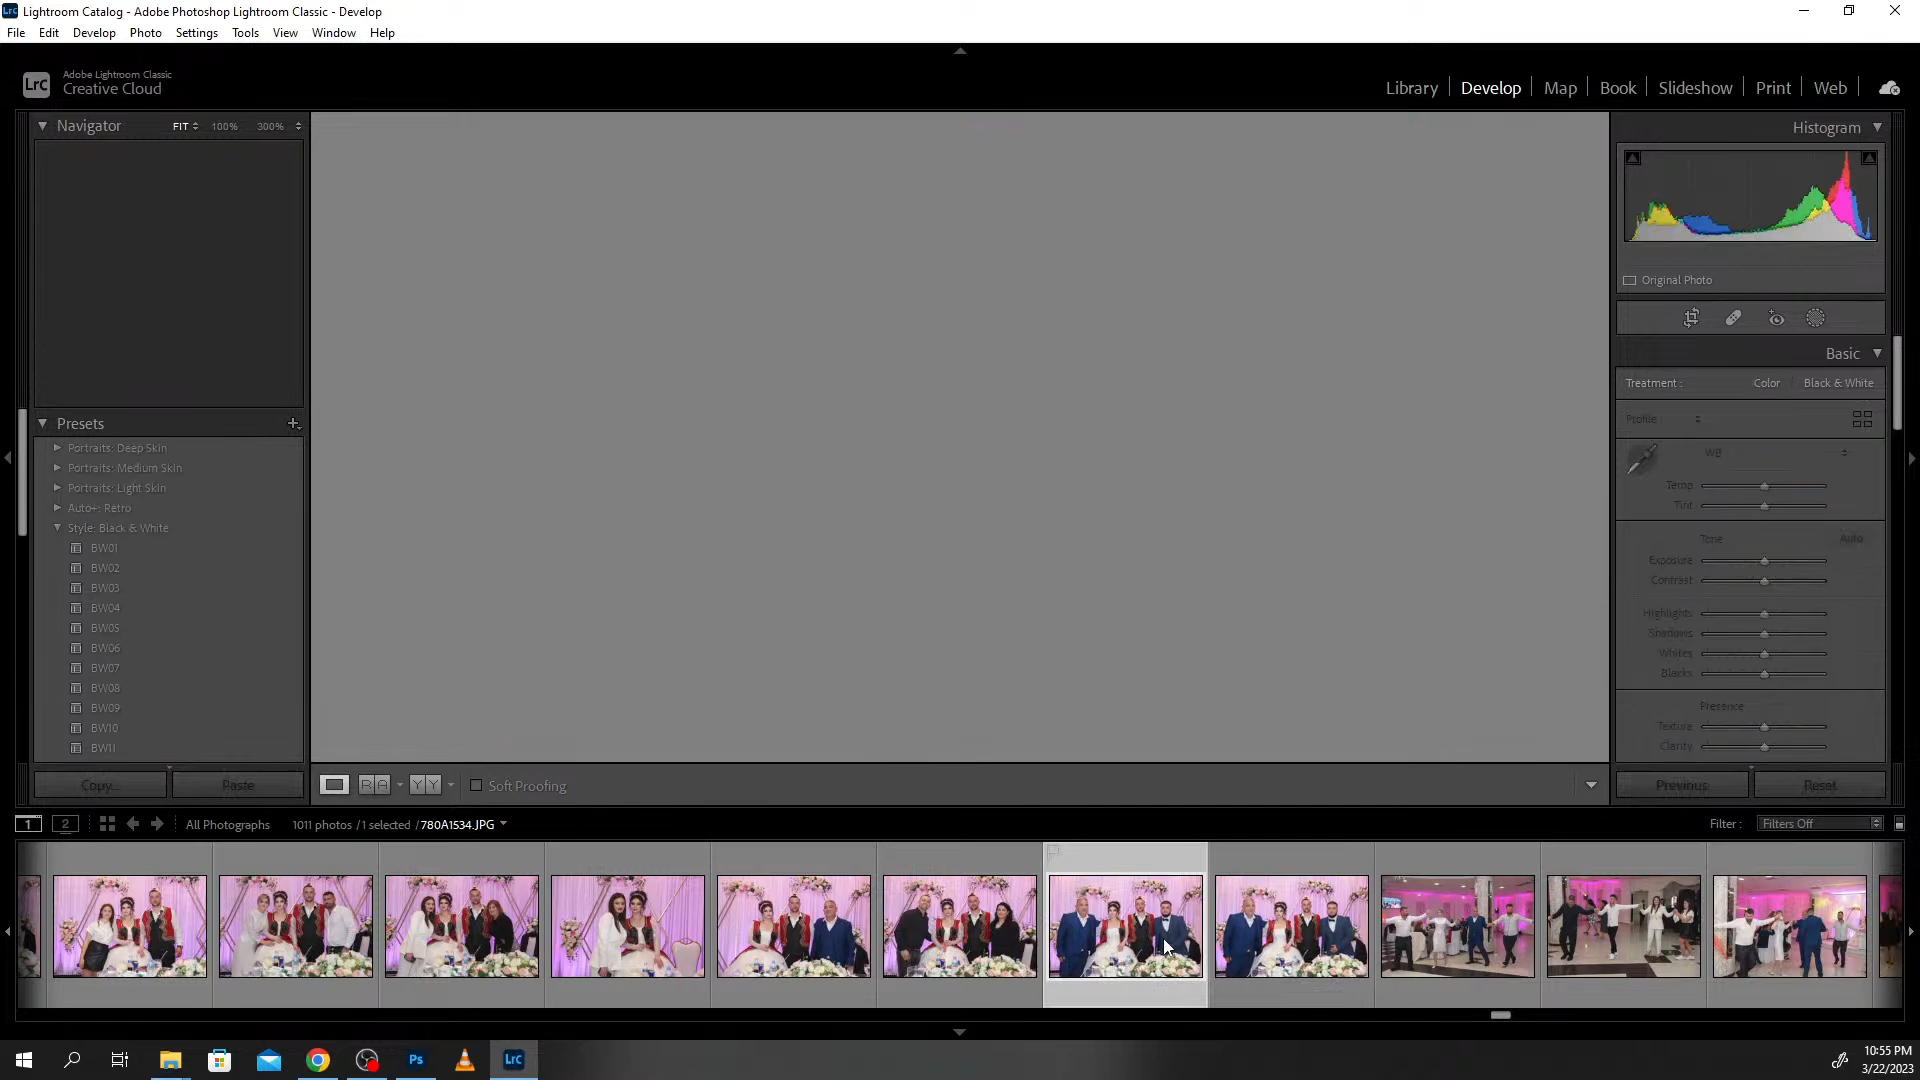 Lightroom Catalog - Adobe Photoshop Lightroom Classic - Develop
File Edit Develop Photo Settings Tools View Window Help
LrC Adobe Lightroom Classic
Creative Cloud
Library Develop Map Book Slideshow Print Web
Navigator FIT 100% 300%
Histogram
Original Photo
Basic
Treatment : Color Black & White
Profile
WB
Temp
Tint
Tone Auto
Exposure
Contrast
Highlights
Shadows
Whites
Blacks
Presence
Texture
Clarity
Presets
Portraits: Deep Skin
Portraits: Medium Skin
Portraits: Light Skin
Auto+: Retro
Style: Black & White
BW01
BW02
BW03
BW04
BW05
BW06
BW07
BW08
BW09
BW10
BW11
Copy... Paste
R A Y Y Soft Proofing
Previous Reset
1 2 All Photographs 1011 photos / 1 selected / 780A1534.JPG
Filter : Filters Off
Ps LrC
10:55 PM
3/22/2023